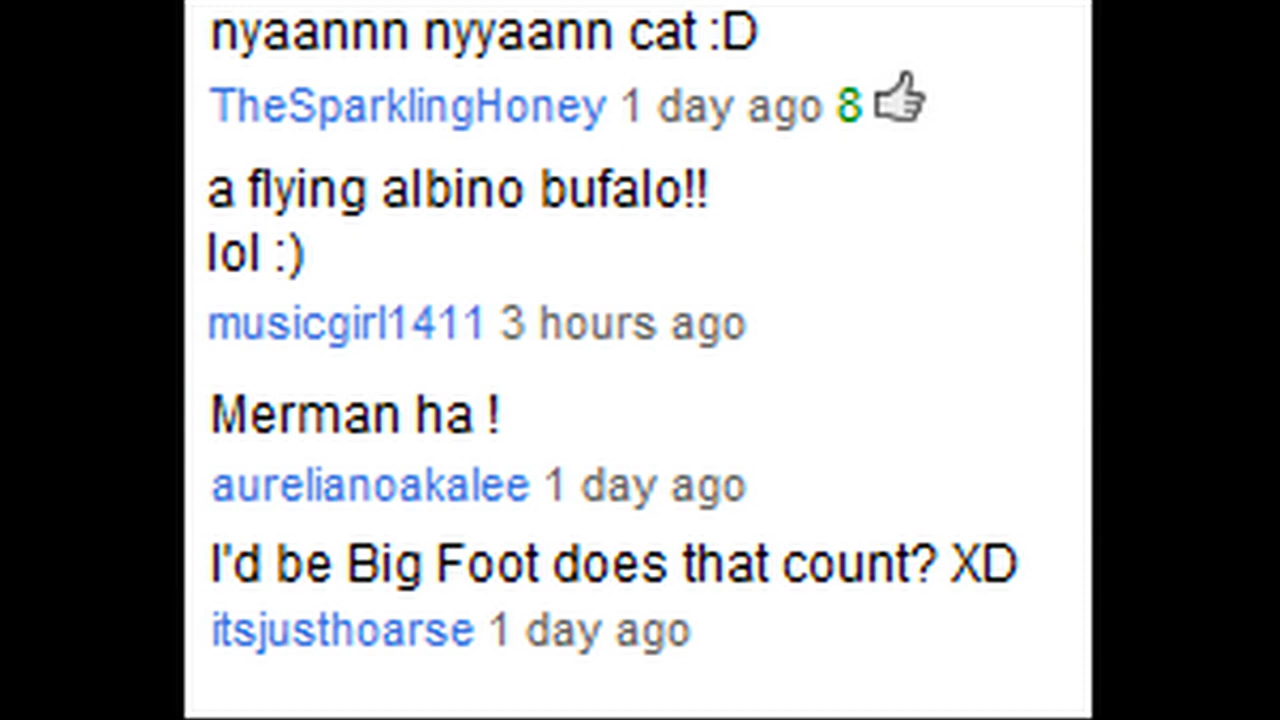 nyaannn nyyaann cat :D
TheSparklingHoney 1 day ago 8
a flying albino bufalo!!
lol :)
musicgirl1411 3 hours ago
Merman ha !
aurelianoakalee 1 day ago
I'd be Big Foot does that count? XD
itsjusthoarse 1 day ago